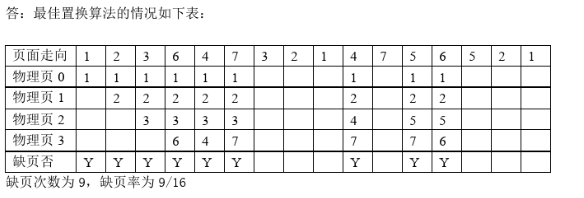 答：最佳置换算法的情况如下表：
页面走向 1 2 3 6 4 7 3 2 1 4 7 5 6 5 2 1
物理页 0 1 1 1 1 1 1 1 1 1
物理页 1 2 2 2 2 2 2 2 2
物理页 2 3 3 3 3 4 5 5
物理页 3 6 4 7 7 7 6
缺页否 Y Y Y Y Y Y Y Y Y
缺页次数为 9，缺页率为 9/16